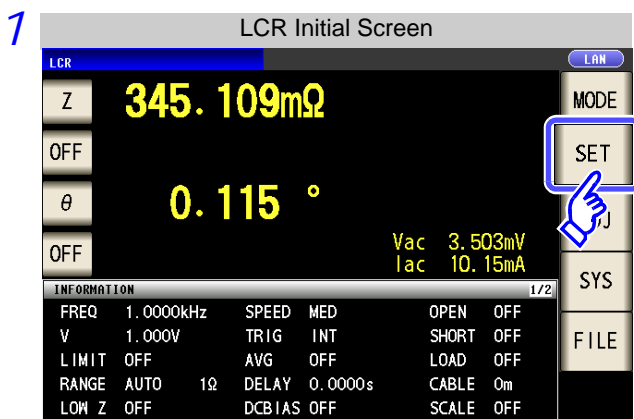 1
LCR Initial Screen
LCR
LAN
Z 345.109mΩ
MODE
OFF
SET
θ 0.115 °
OFF
Vac 3.503mV
Iac 10.15mA
SYS
INFORMATION 1/2
FREQ 1.0000kHz SPEED MED OPEN OFF
V 1.000V TRIG INT SHORT OFF
FILE
LIMIT OFF AVG OFF LOAD OFF
RANGE AUTO 1Ω DELAY 0.0000s CABLE 0m
LOW Z OFF DCBIAS OFF SCALE OFF